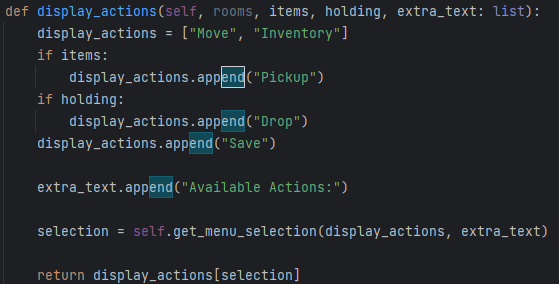 def display_actions(self, rooms, items, holding, extra_text: list):
    display_actions = ["Move", "Inventory"]
    if items:
        display_actions.append("Pickup")
    if holding:
        display_actions.append("Drop")
    display_actions.append("Save")

    extra_text.append("Available Actions:")

    selection = self.get_menu_selection(display_actions, extra_text)

    return display_actions[selection]